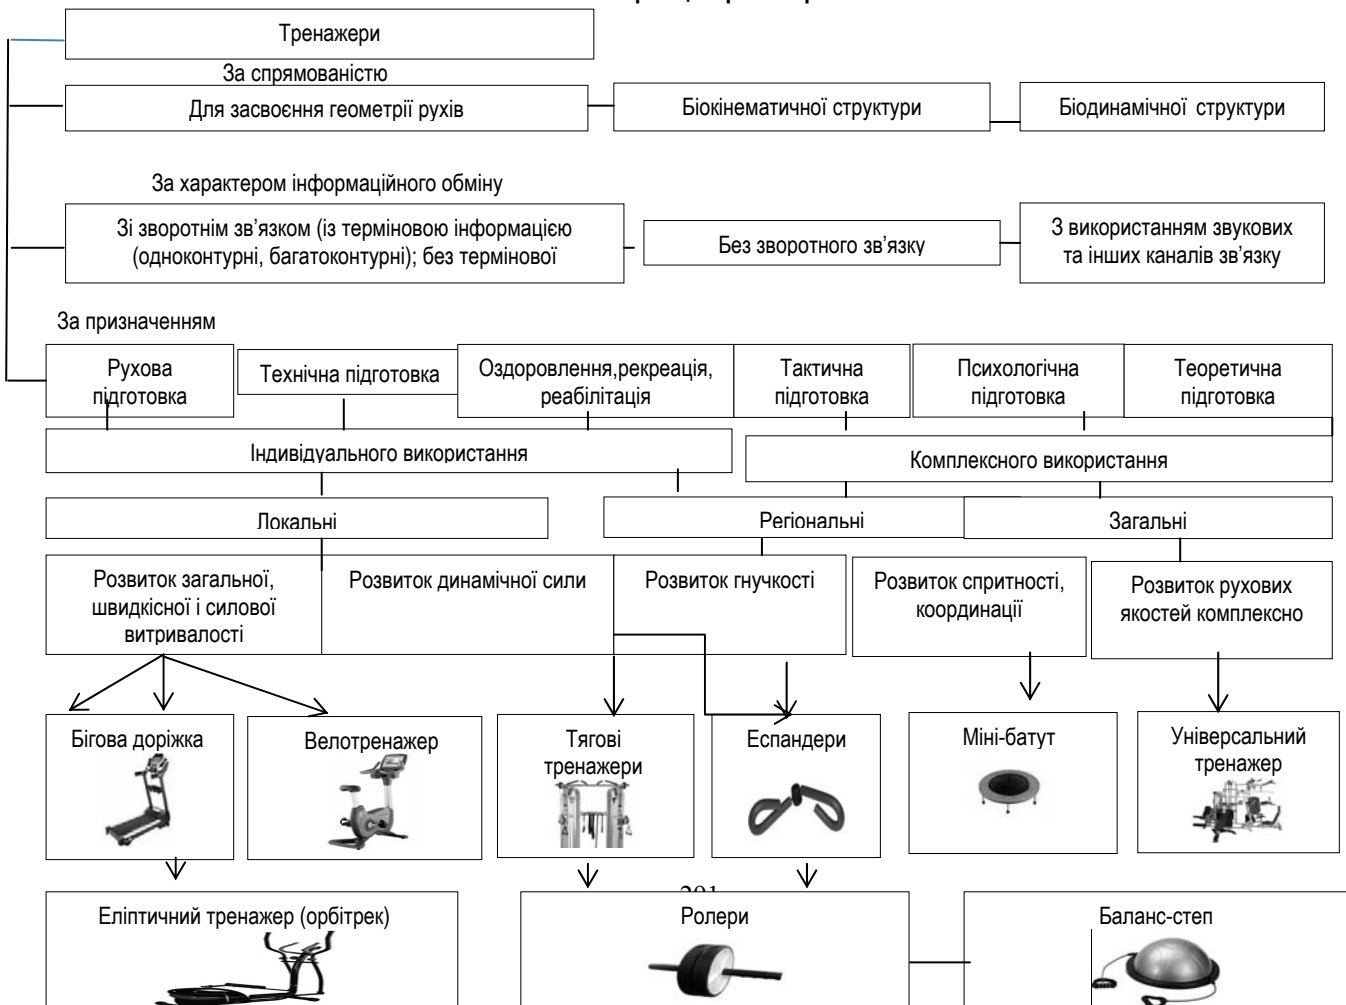 Тренажери
За спрямованістю
Для засвоєння геометрії рухів
Біокінематичної структури
Біодинамічної структури
За характером інформаційного обміну
Зі зворотнім зв’язком (із терміновою інформацією
(одноконтурні, багатоконтурні); без термінової
Без зворотного зв’язку
З використанням звукових
та інших каналів зв’язку
За призначенням
Рухова
підготовка
Технічна підготовка
Оздоровлення,рекреація,
реабілітація
Тактична
підготовка
Психологічна
підготовка
Теоретична
підготовка
Індивідуального використання
Комплексного використання
Локальні
Регіональні
Загальні
Розвиток загальної,
швидкісної і силової
витривалості
Розвиток динамічної сили
Розвиток гнучкості
Розвиток спритності,
координації
Розвиток рухових
якостей комплексно
Бігова доріжка
Велотренажер
Тягові
тренажери
Еспандери
Міні-батут
Універсальний
тренажер
Еліптичний тренажер (орбітрек)
Ролери
Баланс-степ